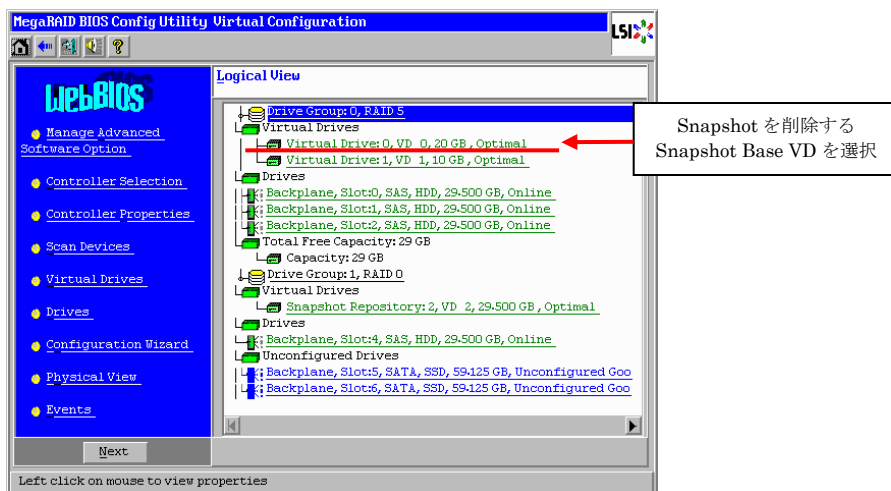 MegaRAID BIOS Config Utility Virtual Configuration
LSI
WebBIOS
Manage Advanced
Software Option
Controller Selection
Controller Properties
Scan Devices
Virtual Drives
Drives
Configuration Wizard
Physical View
Events
Next
Logical View
Drive Group: 0, RAID 5
Virtual Drives
Virtual Drive: 0, VD_0, 20 GB, Optimal
Virtual Drive: 1, VD_1, 10 GB, Optimal
Drives
Backplane, Slot:0, SAS, HDD, 29.500 GB, Online
Backplane, Slot:1, SAS, HDD, 29.500 GB, Online
Backplane, Slot:2, SAS, HDD, 29.500 GB, Online
Total Free Capacity: 29 GB
Capacity: 29 GB
Drive Group: 1, RAID 0
Virtual Drives
Snapshot Repository: 2, VD_2, 29.500 GB, Optimal
Drives
Backplane, Slot:4, SAS, HDD, 29.500 GB, Online
Unconfigured Drives
Backplane, Slot:5, SATA, SSD, 59.125 GB, Unconfigured Goo
Backplane, Slot:6, SATA, SSD, 59.125 GB, Unconfigured Goo
Snapshot を削除する
Snapshot Base VD を選択
Left click on mouse to view properties